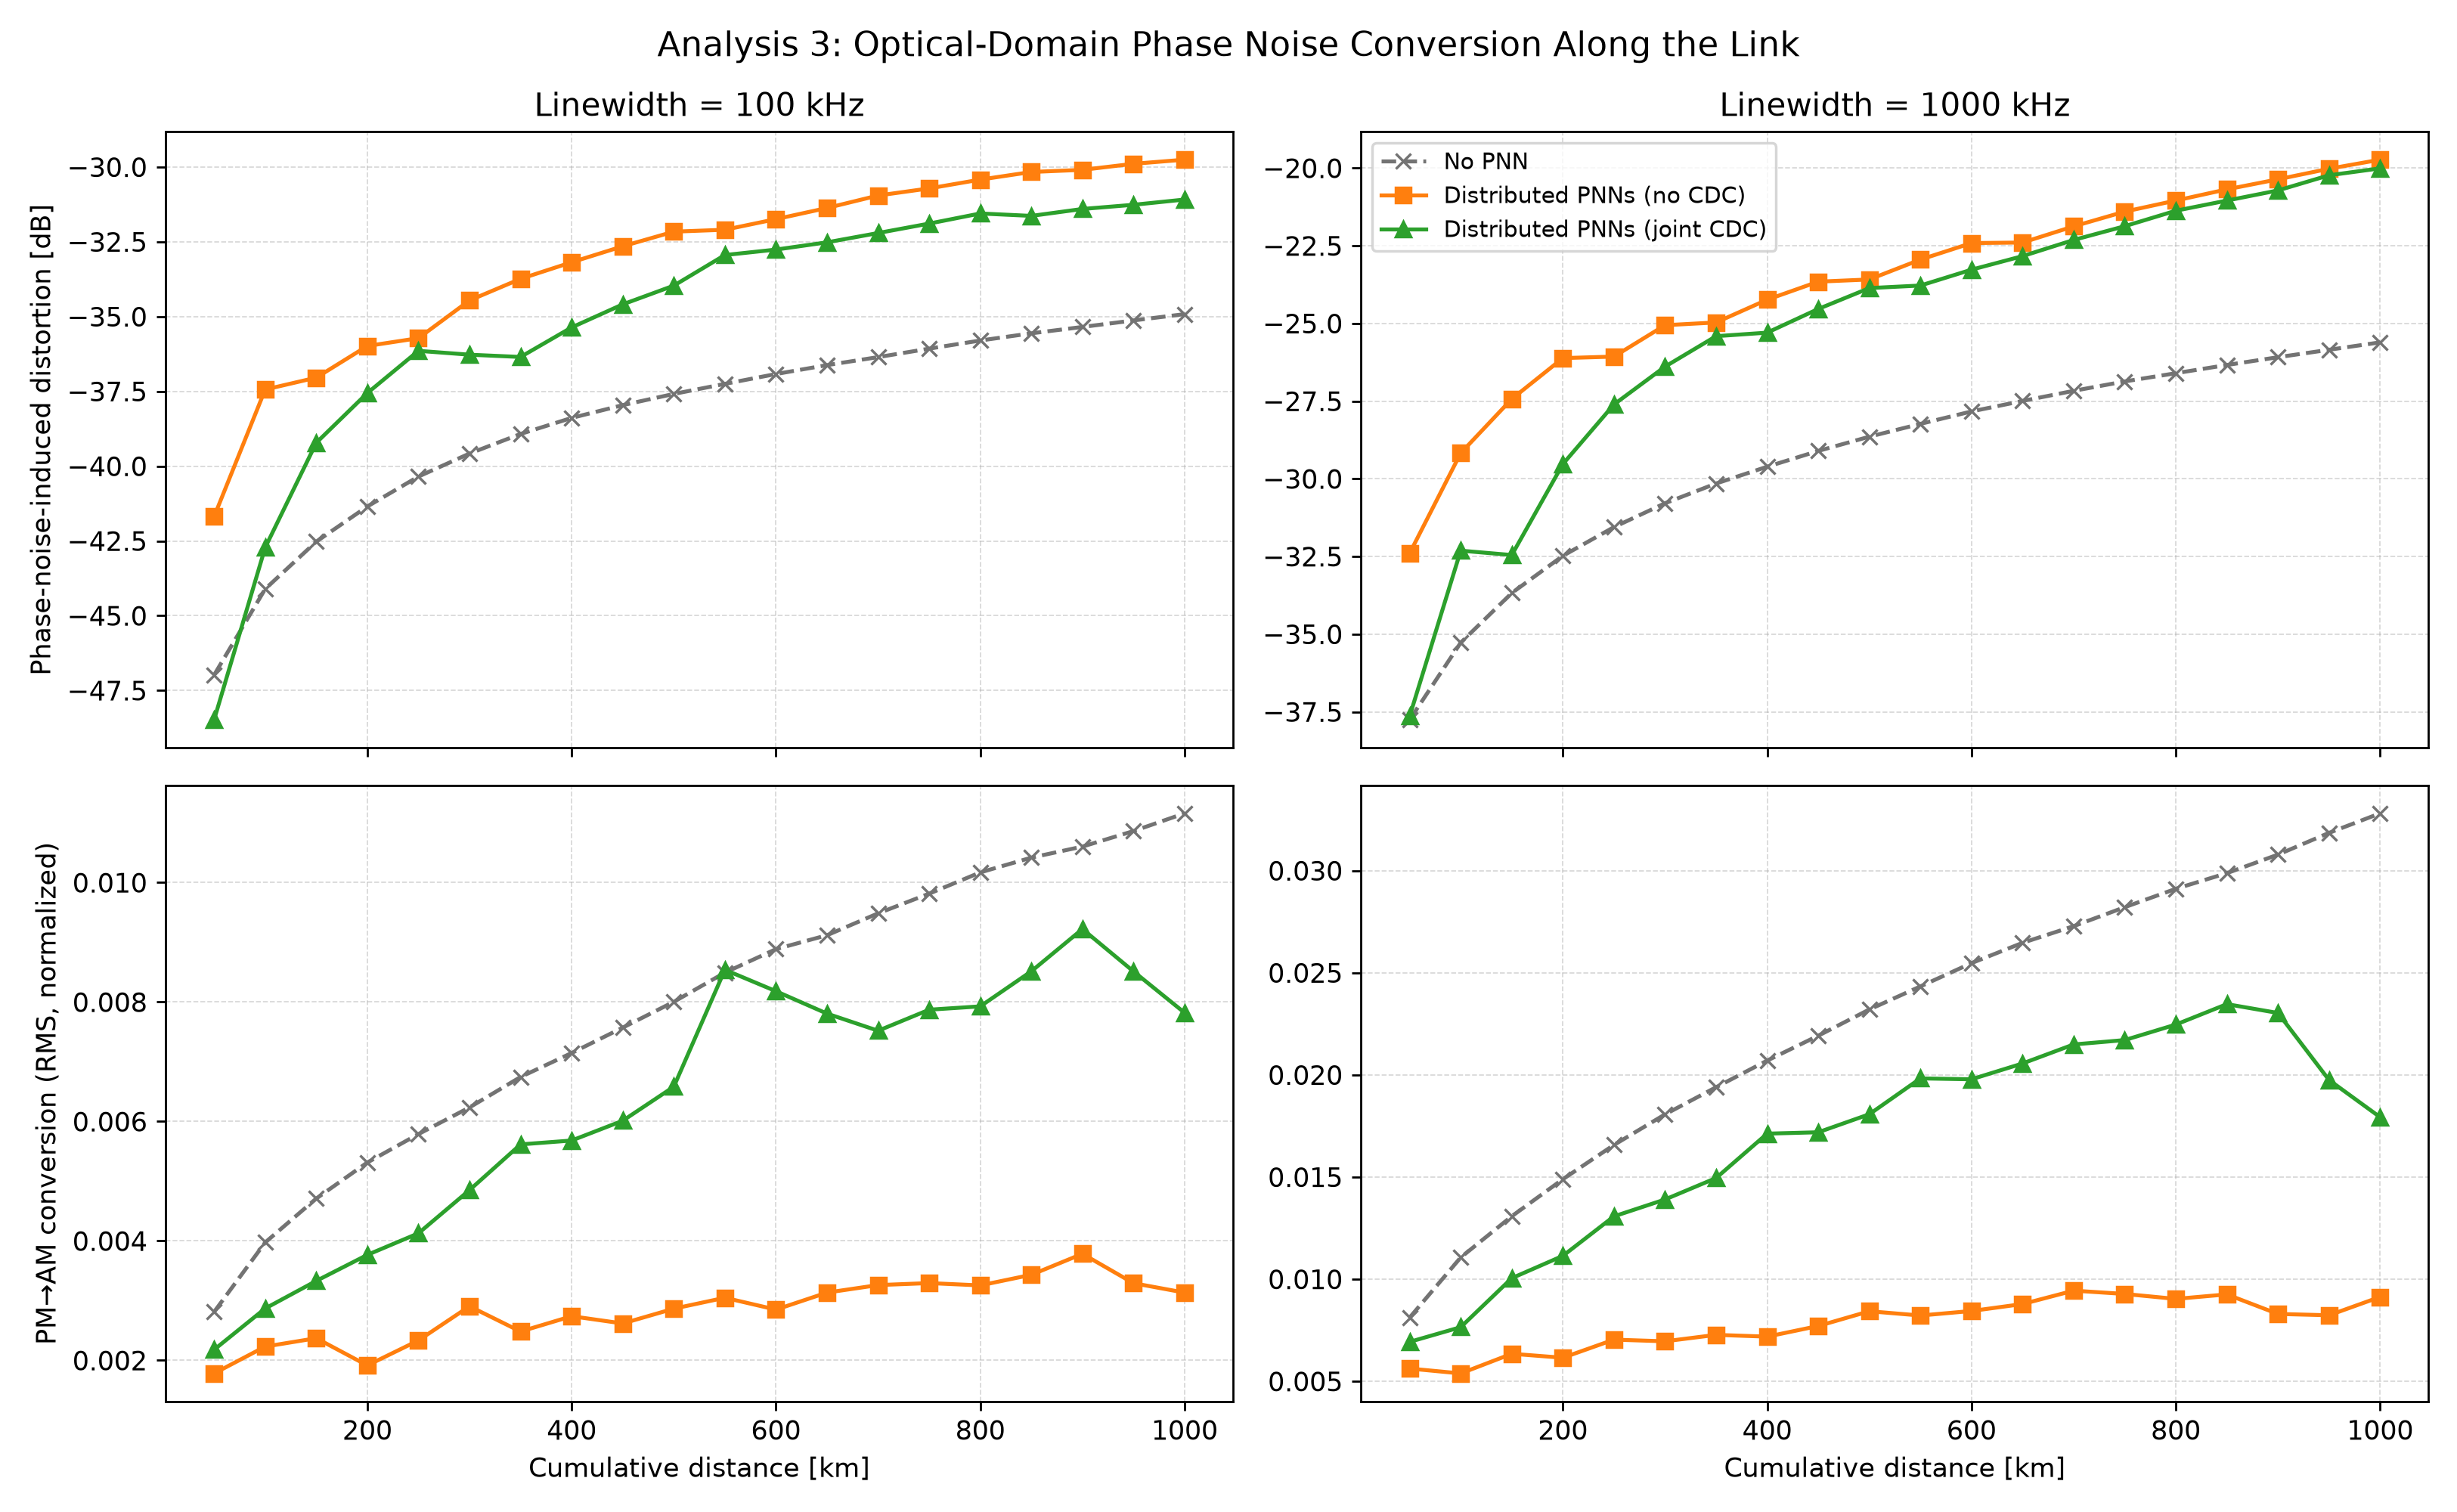 Analysis 3: Optical-Domain Phase Noise Conversion Along the Link
Linewidth = 100 kHz
Phase-noise-induced distortion [dB]
−30.0
−32.5
−35.0
−37.5
−40.0
−42.5
−45.0
−47.5
Linewidth = 1000 kHz
No PNN
Distributed PNNs (no CDC)
Distributed PNNs (joint CDC)
−20.0
−22.5
−25.0
−27.5
−30.0
−32.5
−35.0
−37.5
PM→AM conversion (RMS, normalized)
0.010
0.008
0.006
0.004
0.002
200 400 600 800 1000
Cumulative distance [km]
0.030
0.025
0.020
0.015
0.010
0.005
200 400 600 800 1000
Cumulative distance [km]